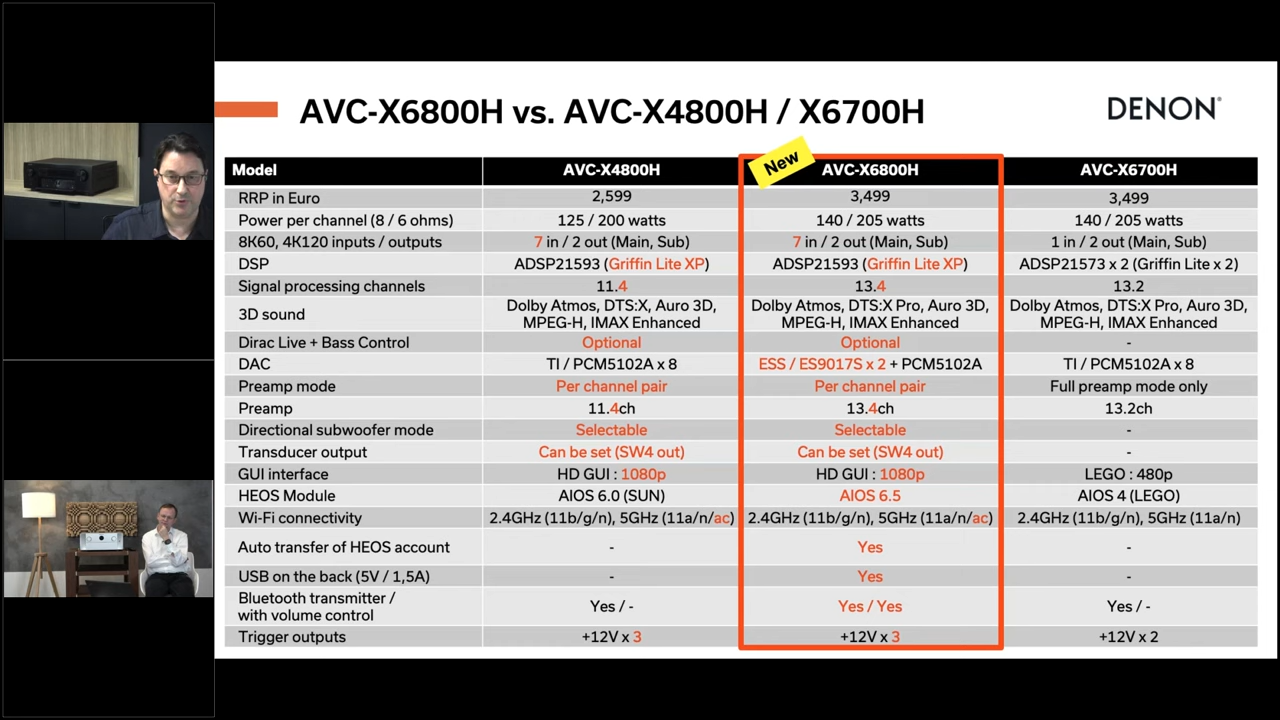 AVC-X6800H vs. AVC-X4800H / X6700H
DENON®
New
Model AVC-X4800H AVC-X6800H AVC-X6700H
RRP in Euro 2,599 3,499 3,499
Power per channel (8 / 6 ohms) 125 / 200 watts 140 / 205 watts 140 / 205 watts
8K60, 4K120 inputs / outputs 7 in / 2 out (Main, Sub) 7 in / 2 out (Main, Sub) 1 in / 2 out (Main, Sub)
DSP ADSP21593 (Griffin Lite XP) ADSP21593 (Griffin Lite XP) ADSP21573 x 2 (Griffin Lite x 2)
Signal processing channels 11.4 13.4 13.2
3D sound Dolby Atmos, DTS:X, Auro 3D, Dolby Atmos, DTS:X Pro, Auro 3D, Dolby Atmos, DTS:X Pro, Auro 3D,
MPEG-H, IMAX Enhanced MPEG-H, IMAX Enhanced MPEG-H, IMAX Enhanced
Dirac Live + Bass Control Optional Optional -
DAC TI / PCM5102A x 8 ESS / ES9017S x 2 + PCM5102A TI / PCM5102A x 8
Preamp mode Per channel pair Per channel pair Full preamp mode only
Preamp 11.4ch 13.4ch 13.2ch
Directional subwoofer mode Selectable Selectable -
Transducer output Can be set (SW4 out) Can be set (SW4 out) -
GUI interface HD GUI : 1080p HD GUI : 1080p LEGO : 480p
HEOS Module AIOS 6.0 (SUN) AIOS 6.5 AIOS 4 (LEGO)
Wi-Fi connectivity 2.4GHz (11b/g/n), 5GHz (11a/n/ac) 2.4GHz (11b/g/n), 5GHz (11a/n/ac) 2.4GHz (11b/g/n), 5GHz (11a/n)
Auto transfer of HEOS account - Yes -
USB on the back (5V / 1,5A) - Yes -
Bluetooth transmitter /
with volume control Yes / - Yes / Yes Yes / -
Trigger outputs +12V x 3 +12V x 3 +12V x 2